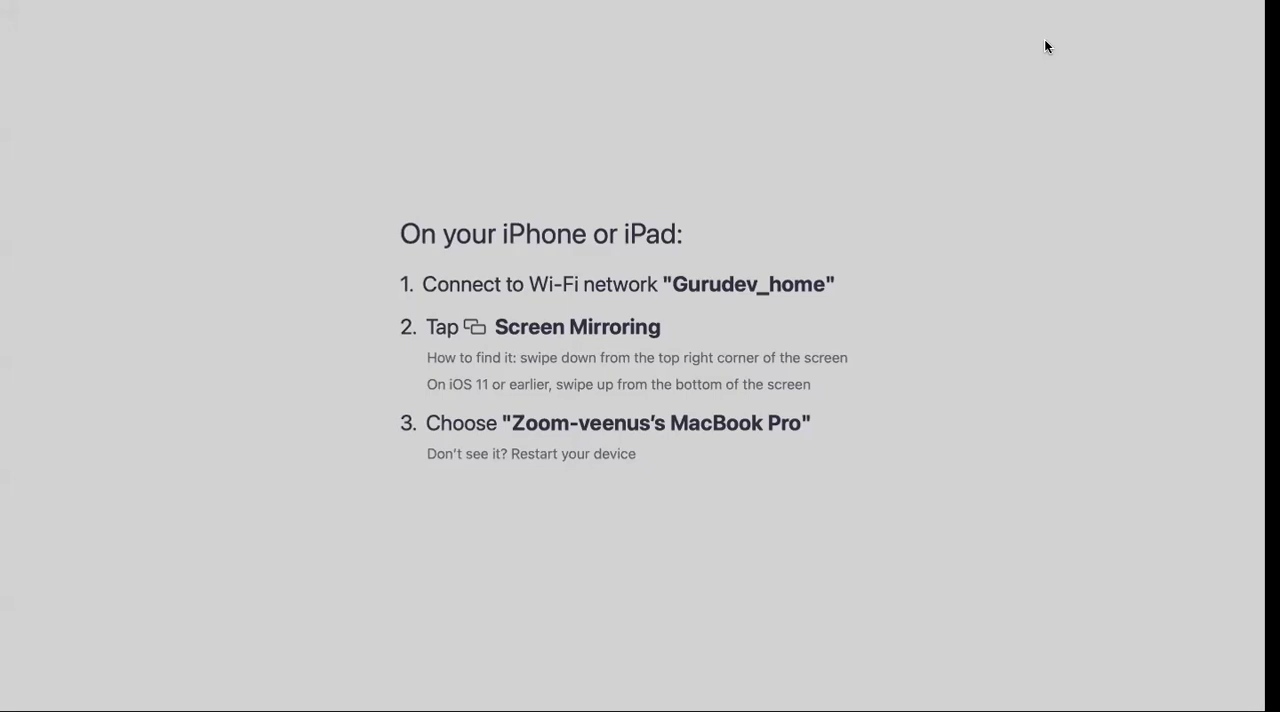 On your iPhone or iPad:
1. Connect to Wi-Fi network "Gurudev_home"
2. Tap Screen Mirroring
How to find it: swipe down from the top right corner of the screen
On iOS 11 or earlier, swipe up from the bottom of the screen
3. Choose "Zoom-veenus’s MacBook Pro"
Don't see it? Restart your device